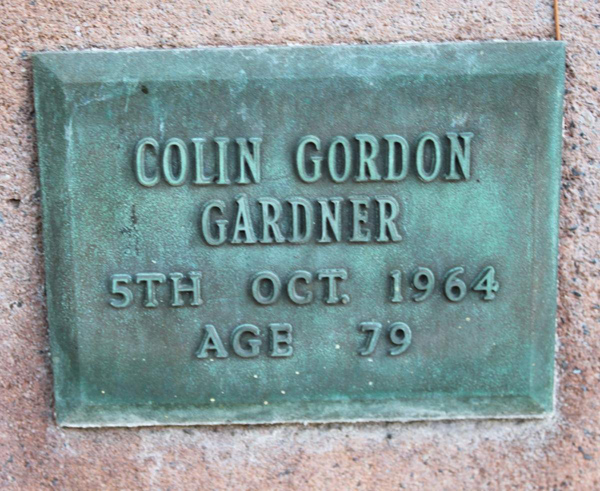 COLIN GORDON
GARDNER
5TH OCT. 1964
AGE 79